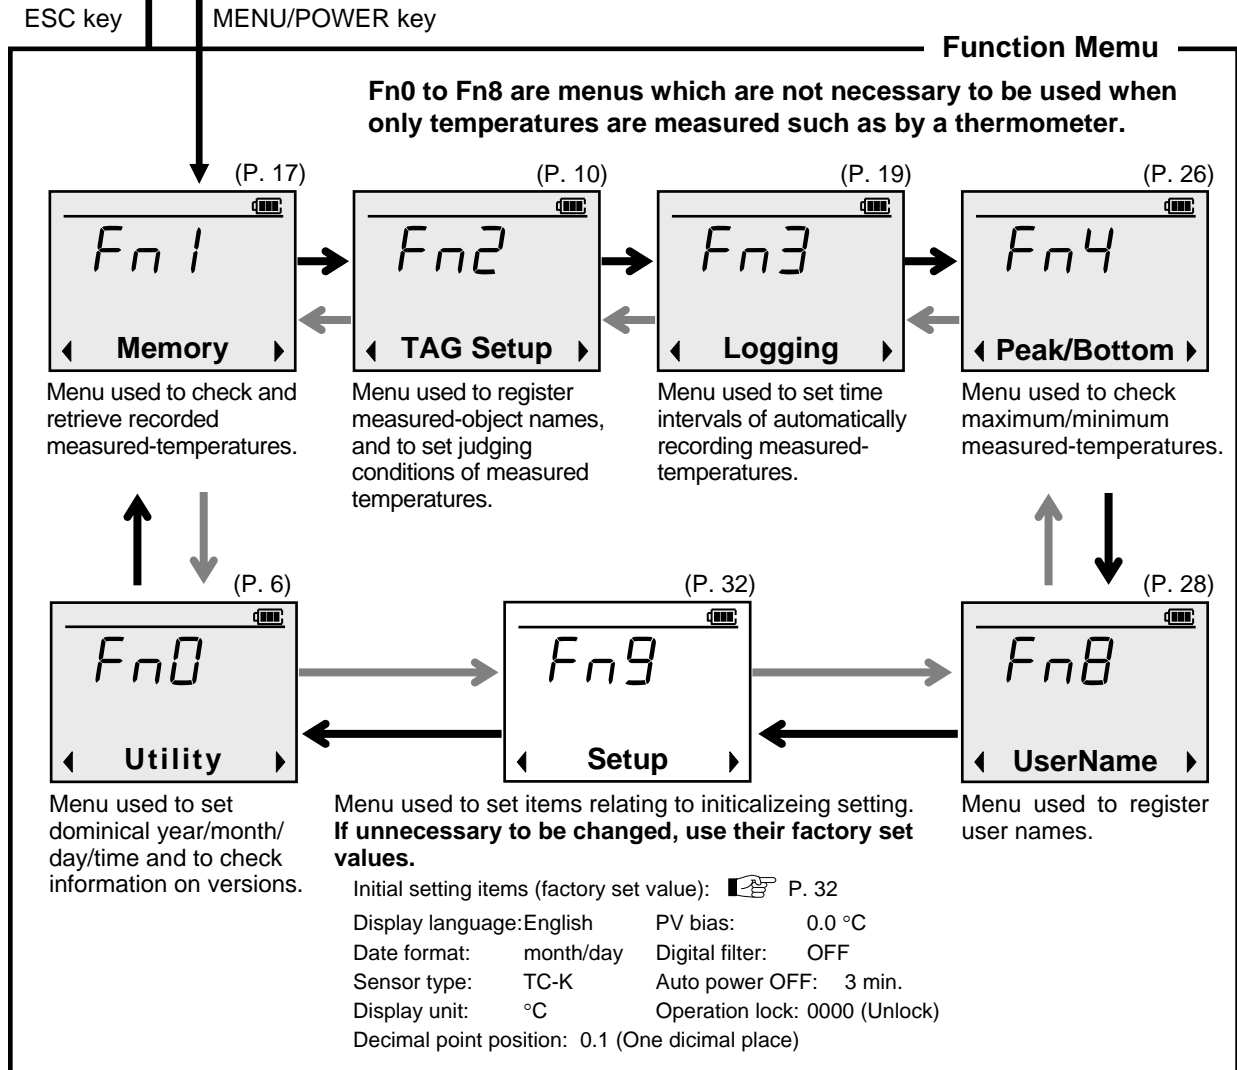 ESC key
MENU/POWER key
Function Memu
Fn0 to Fn8 are menus which are not necessary to be used when
only temperatures are measured such as by a thermometer.
(P. 17)
Fn1
Memory
Menu used to check and
retrieve recorded
measured-temperatures.
(P. 10)
Fn2
TAG Setup
Menu used to register
measured-object names,
and to set judging
conditions of measured
temperatures.
(P. 19)
Fn3
Logging
Menu used to set time
intervals of automatically
recording measured-
temperatures.
(P. 26)
Fn4
Peak/Bottom
Menu used to check
maximum/minimum
measured-temperatures.
(P. 6)
Fn0
Utility
Menu used to set
dominical year/month/
day/time and to check
information on versions.
(P. 32)
Fn9
Setup
Menu used to set items relating to initicalizeing setting.
If unnecessary to be changed, use their factory set
values.
Initial setting items (factory set value): P. 32
Display language: English PV bias: 0.0 °C
Date format: month/day Digital filter: OFF
Sensor type: TC-K Auto power OFF: 3 min.
Display unit: °C Operation lock: 0000 (Unlock)
Decimal point position: 0.1 (One dicimal place)
(P. 28)
Fn8
UserName
Menu used to register
user names.